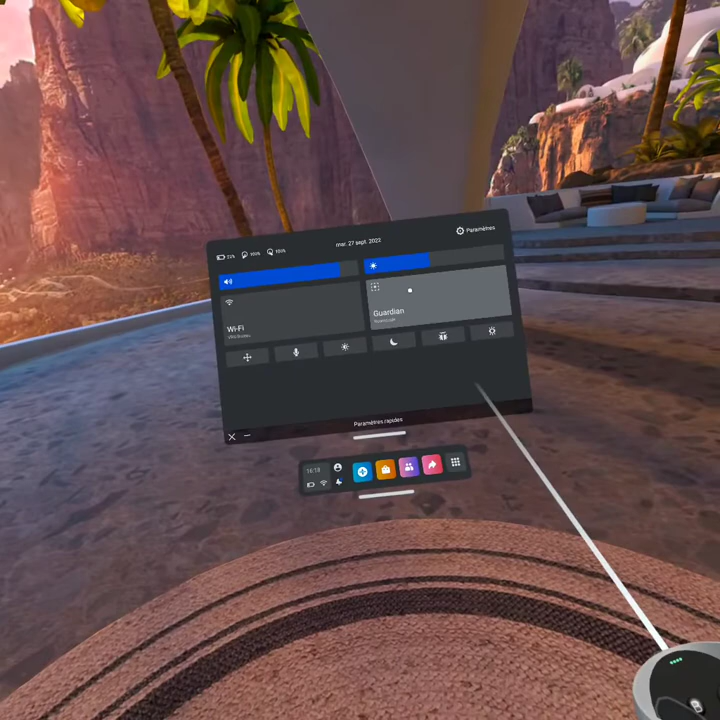 mar. 27 sept. 2022
Paramètres
Wi-Fi
Guardian
Paramètres rapides
16:18